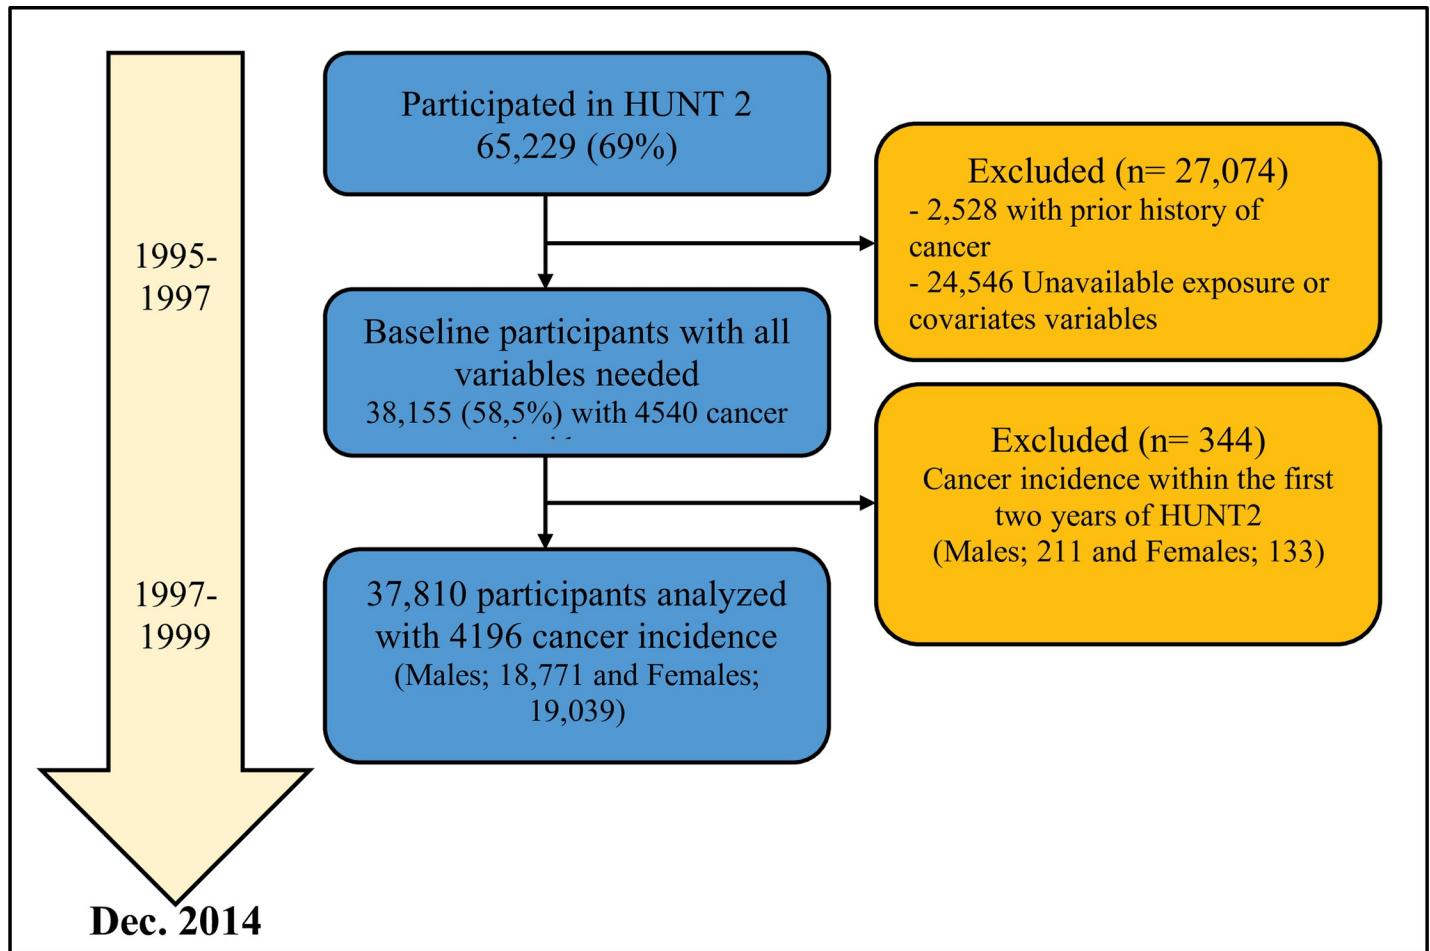 Participated in HUNT 2
65,229 (69%)
Excluded (n= 27,074)
- 2,528 with prior history of
cancer
- 24,546 Unavailable exposure or
covariates variables
1995-
1997
Baseline participants with all
variables needed
38,155 (58,5%) with 4540 cancer
Excluded (n= 344)
Cancer incidence within the first
two years of HUNT2
(Males; 211 and Females; 133)
1997-
1999
37,810 participants analyzed
with 4196 cancer incidence
(Males; 18,771 and Females;
19,039)
Dec. 2014